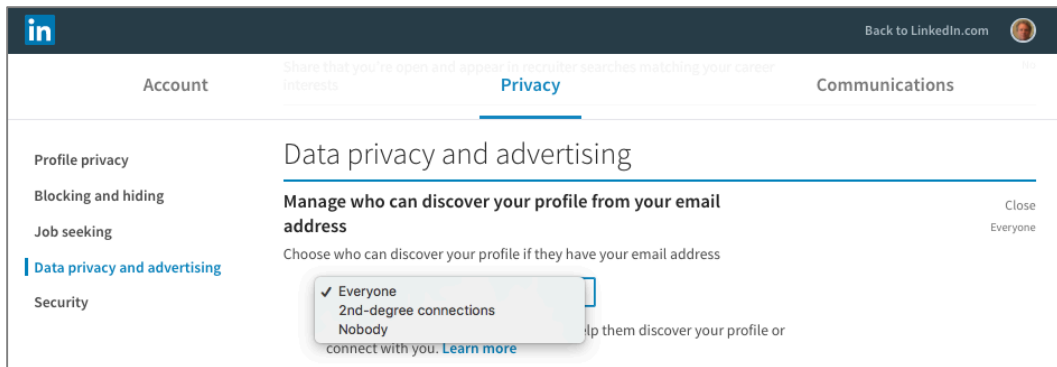 in
Back to LinkedIn.com
Share that you're open and appear in recruiter searches matching your career
interests
No
Account
Privacy
Communications
Profile privacy
Blocking and hiding
Job seeking
Data privacy and advertising
Security
Data privacy and advertising
Manage who can discover your profile from your email
address
Close
Everyone
Choose who can discover your profile if they have your email address
✓ Everyone
2nd-degree connections
Nobody
them discover your profile or
connect with you. Learn more